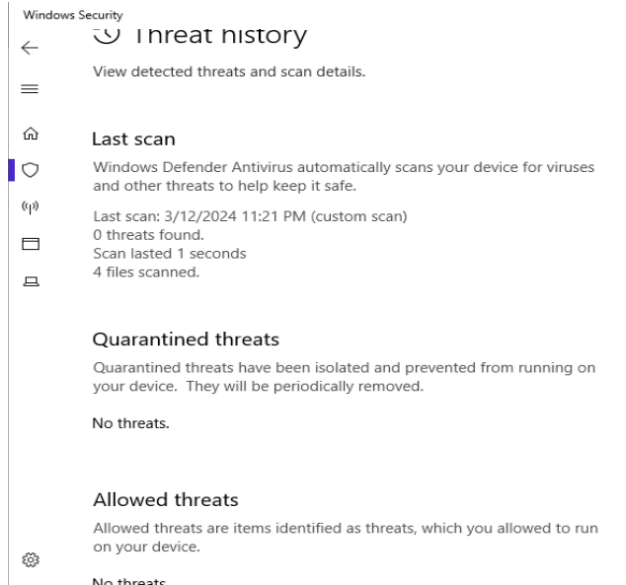 Windows Security
Threat history
View detected threats and scan details.
Last scan
Windows Defender Antivirus automatically scans your device for viruses
and other threats to help keep it safe.
Last scan: 3/12/2024 11:21 PM (custom scan)
0 threats found.
Scan lasted 1 seconds
4 files scanned.
Quarantined threats
Quarantined threats have been isolated and prevented from running on
your device.  They will be periodically removed.
No threats.
Allowed threats
Allowed threats are items identified as threats, which you allowed to run
on your device.
No threats.